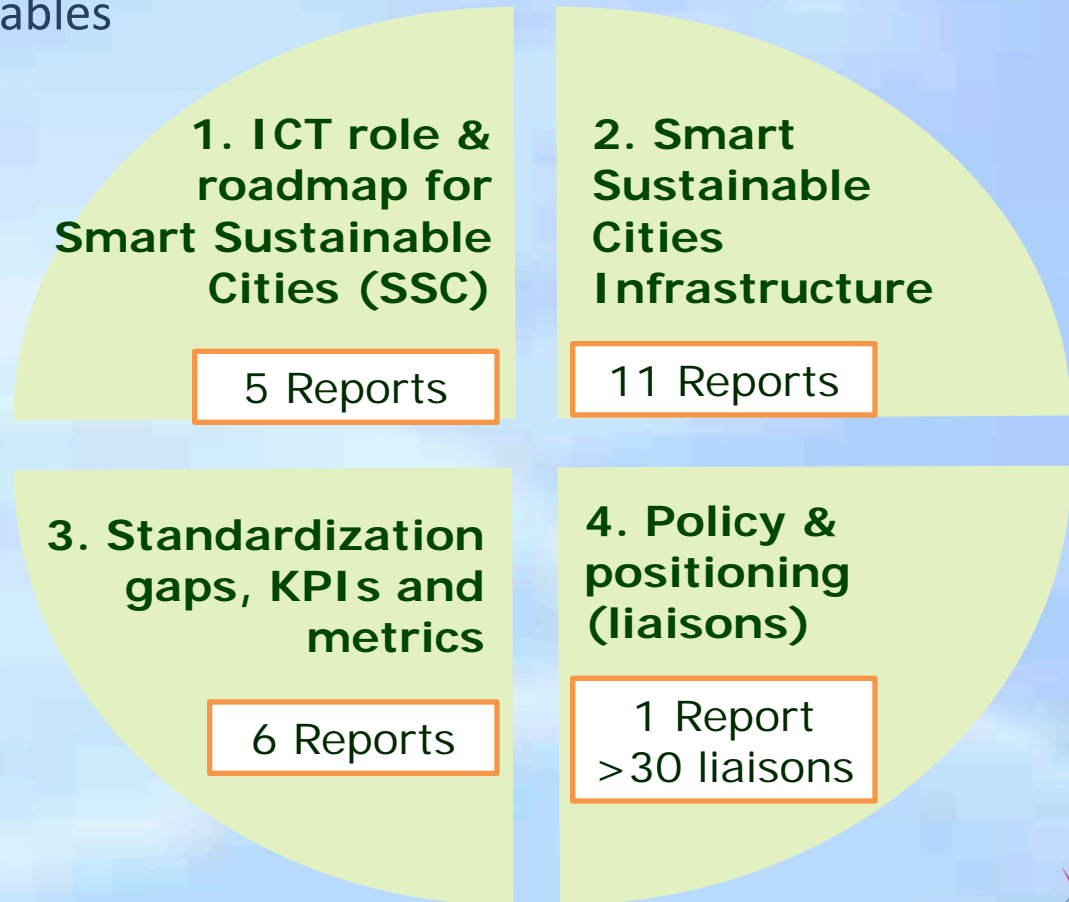 ables
1. ICT role &
roadmap for
Smart Sustainable
Cities (SSC)
5 Reports
2. Smart
Sustainable
Cities
Infrastructure
11 Reports
3. Standardization
gaps, KPIs and
metrics
6 Reports
4. Policy &
positioning
(liaisons)
1 Report
>30 liaisons